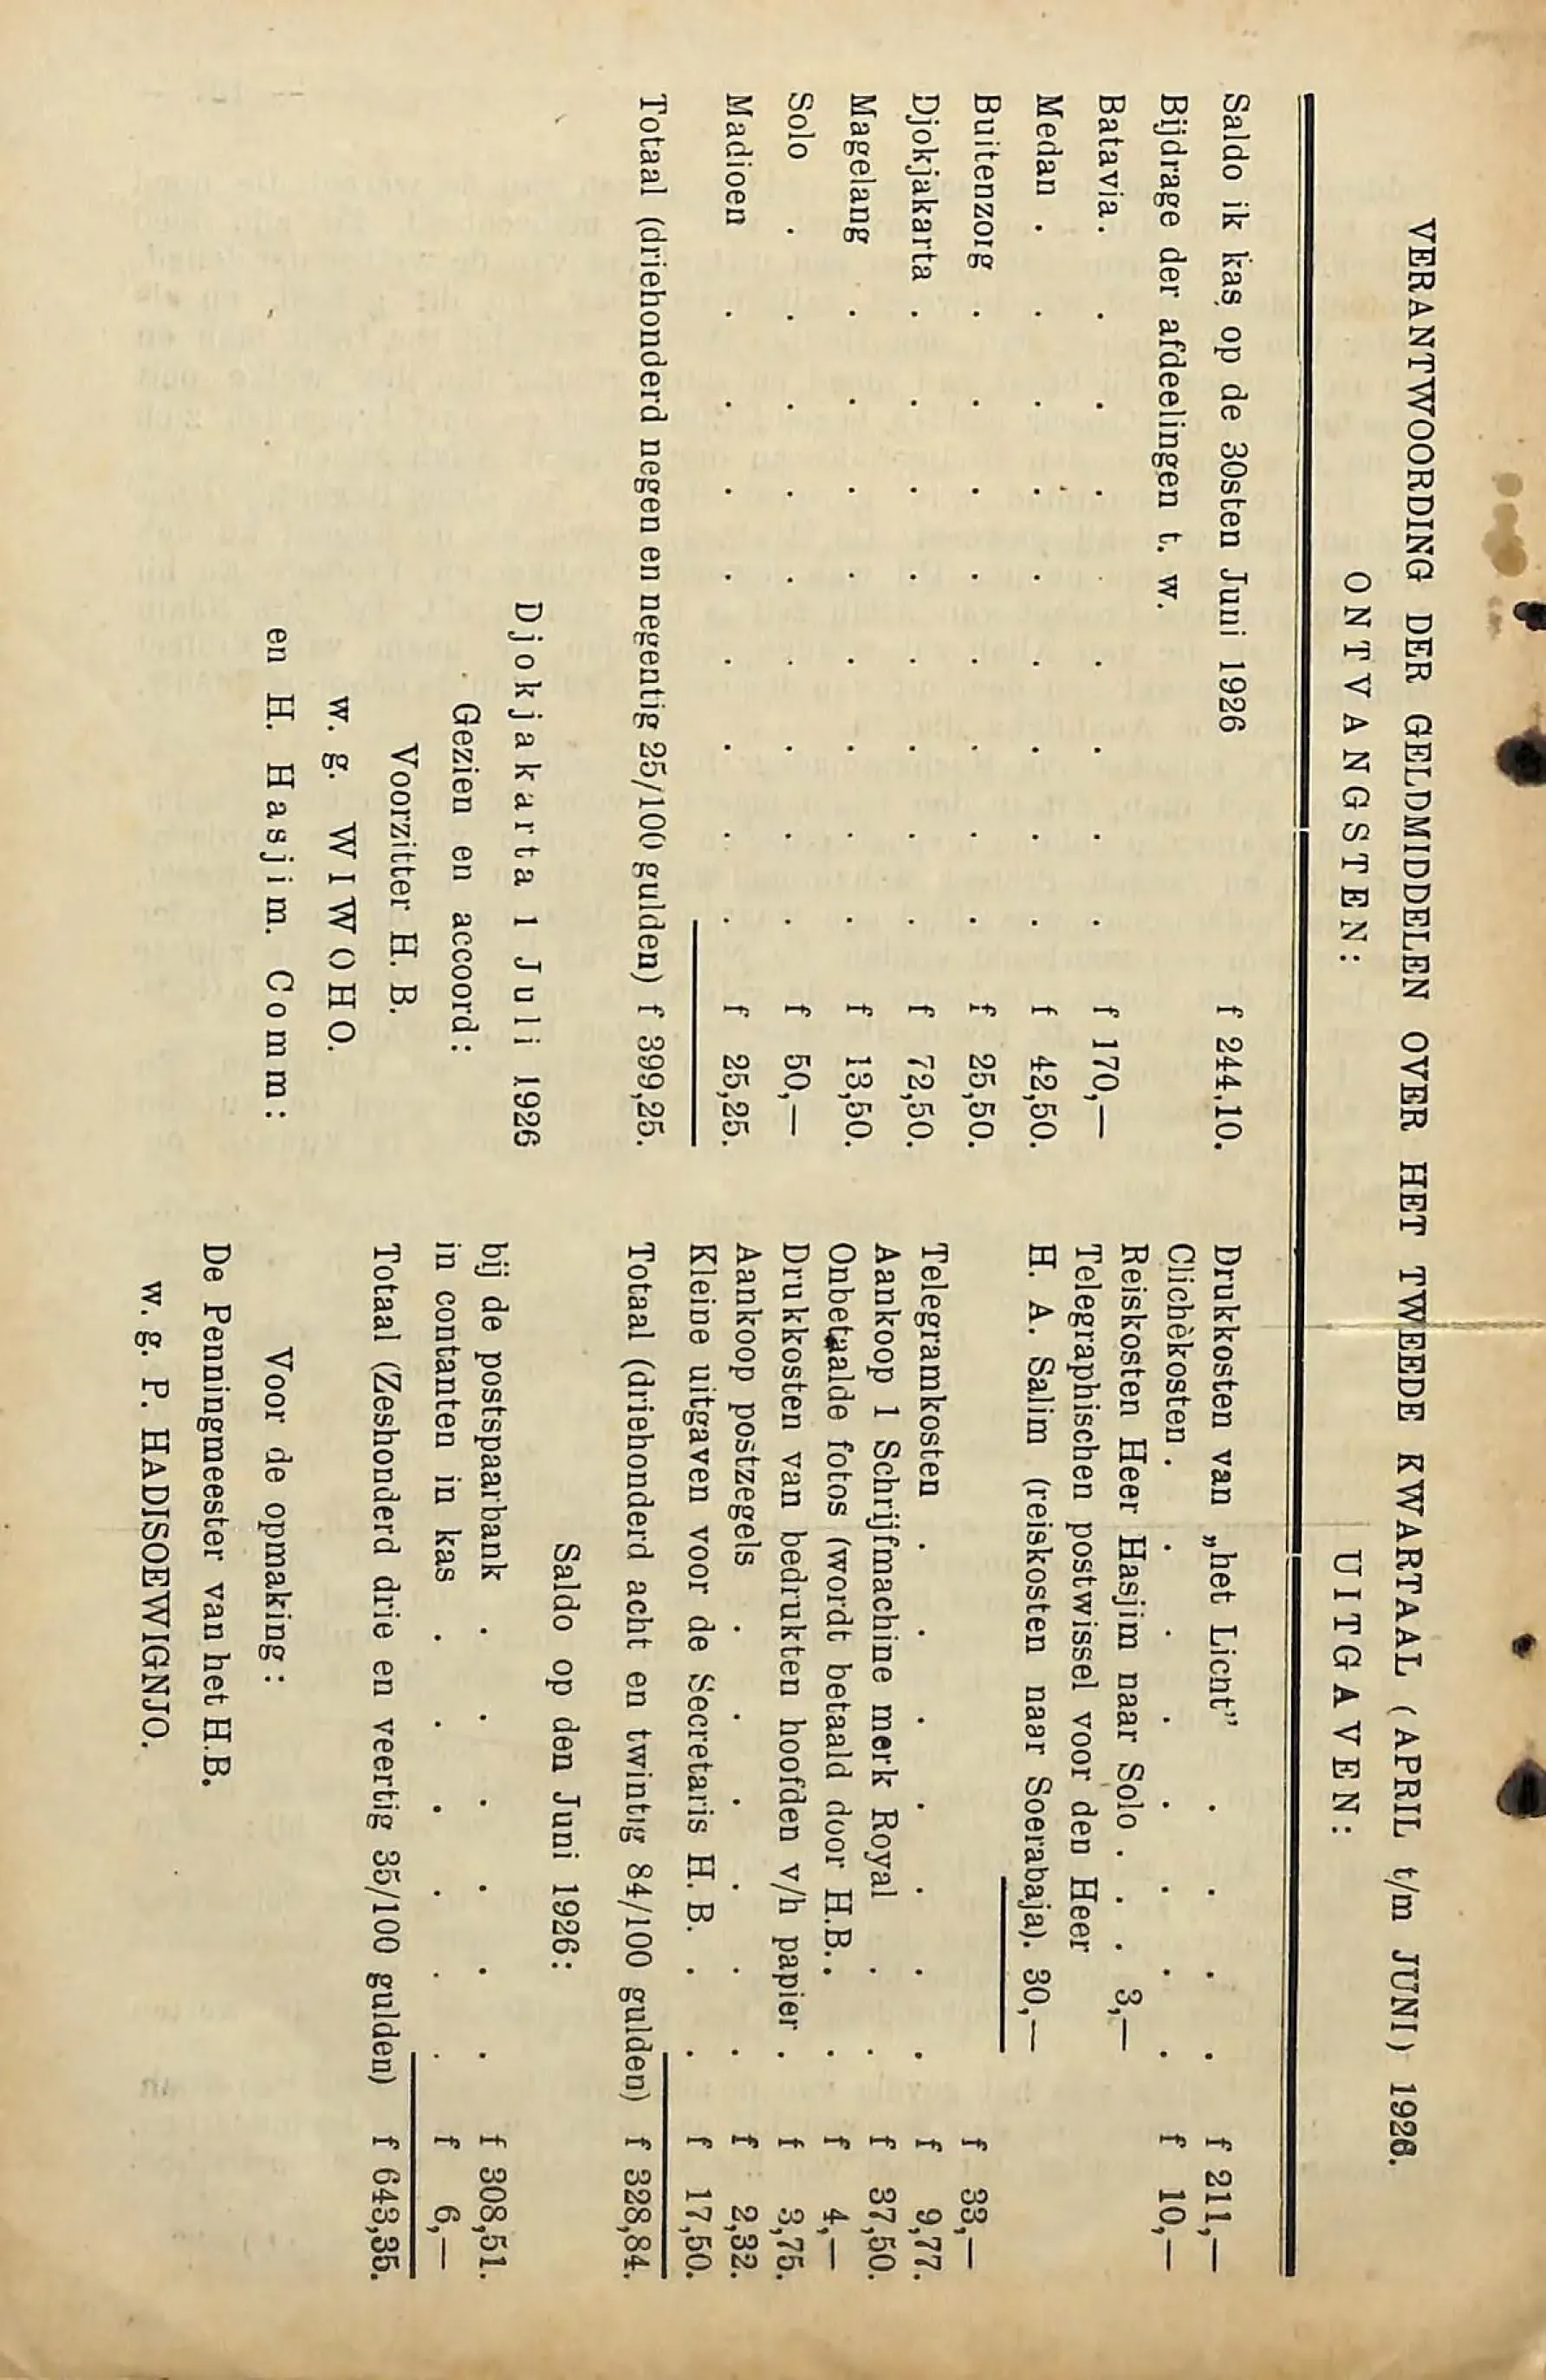 VERANTWOORDING DER GELDMIDDELEN OVER HET TWEEDE KWARTAAL (APRIL t/m JUNI) 1926.
ONTVANGSTEN:
Saldo ik kas op de 30sten Juni 1926 f 244.10.
Bijdrage der afdeelingen t. w.
Batavia. . . . . . . . . f 170,—
Medan . . . . . . . . . f 42,50.
Buitenzorg . . . . . . . . f 25,50.
Djokjakarta . . . . . . . . f 72,50.
Magelang . . . . . . . . f 13,50.
Solo . . . . . . . . . f 50,—
Madioen . . . . . . . . f 25,25.
Totaal (driehonderd negen en negentig 25/100 gulden) f 399,25.
Djokjakarta 1 Juli 1926
Gezien en accoord:
Voorzitter H. B.
w. g. WIWOHO.
en H. Hasjim. Comm:
UITGAVEN:
Drukkosten van „het Licht” . . . . f 211,—
Clichèkosten . . . . . . . . f 10,—
Reiskosten Heer Hasjim naar Solo . . . 3,—
Telegraphischen postwissel voor den Heer
H. A. Salim (reiskosten naar Soerabaja). 30,—
f 33,—
Telegramkosten . . . . . . . f 9,77.
Aankoop 1 Schrijfmachine merk Royal . . f 37,50.
Onbetaalde fotos (wordt betaald door H.B.. . f 4,—
Drukkosten van bedrukten hoofden v/h papier . f 3,75.
Aankoop postzegels . . . . . . f 2,32.
Kleine uitgaven voor de Secretaris H. B. . . f 17,50.
Totaal (driehonderd acht en twintig 84/100 gulden) f 328,84.
Saldo op den Juni 1926:
bij de postspaarbank . . . . . . f 308,51.
in contanten in kas . . . . . . f 6,—
Totaal (Zeshonderd drie en veertig 35/100 gulden) f 643,35.
Voor de opmaking:
De Penningmeester van het H.B.
w. g. P. HADISOEWIGNJO.